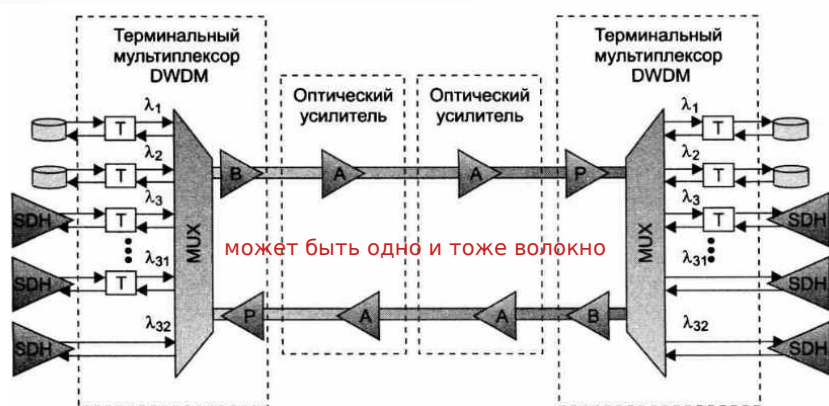 Терминальный
мультиплексор
DWDM
Терминальный
мультиплексор
DWDM
Оптический
усилитель
Оптический
усилитель
λ1
T
λ2
T
λ3
SDH
T
λ31
SDH
T
λ32
SDH
MUX
B
A
A
P
может быть одно и тоже волокно
P
A
A
B
MUX
λ1
T
λ2
T
λ3
T
SDH
λ31
SDH
λ32
SDH